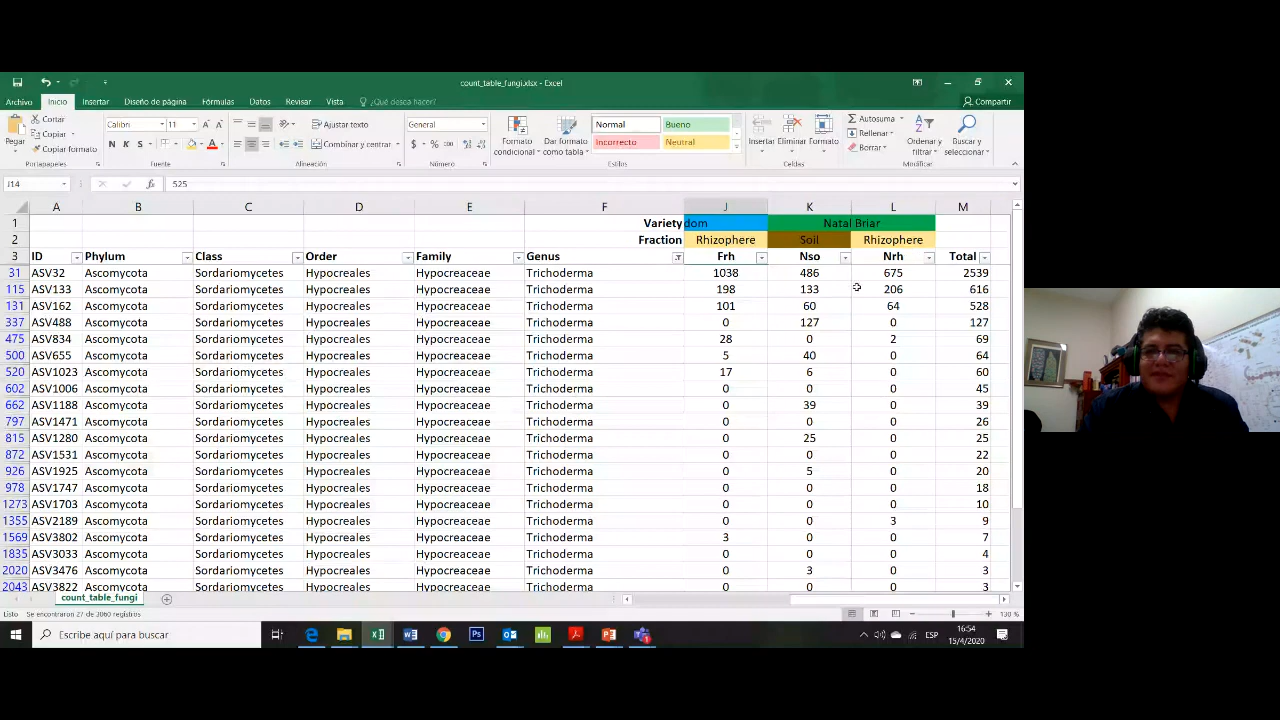 count_table_fungi.xlsx - Excel
Archivo Inicio Insertar Diseño de página Fórmulas Datos Revisar Vista ¿Qué desea hacer? Compartir
Pegar Cortar Copiar Copiar formato Portapapeles
Calibri 11 N K S Fuente
Ajustar texto Combinar y centrar Alineación
General $ % 000 Número
Formato condicional Dar formato como tabla Normal Bueno Incorrecto Neutral Estilos
Insertar Eliminar Formato Celdas
Autosuma Rellenar Borrar Ordenar y filtrar Buscar y seleccionar Modificar
J14 fx 525
A B C D E F J K L M
1 Variety dom Natal Briar
2 Fraction Rhizophere Soil Rhizophere
3 ID Phylum Class Order Family Genus Frh Nso Nrh Total
31 ASV32 Ascomycota Sordariomycetes Hypocreales Hypocreaceae Trichoderma 1038 486 675 2539
115 ASV133 Ascomycota Sordariomycetes Hypocreales Hypocreaceae Trichoderma 198 133 206 616
131 ASV162 Ascomycota Sordariomycetes Hypocreales Hypocreaceae Trichoderma 101 60 64 528
337 ASV488 Ascomycota Sordariomycetes Hypocreales Hypocreaceae Trichoderma 0 127 0 127
475 ASV834 Ascomycota Sordariomycetes Hypocreales Hypocreaceae Trichoderma 28 0 2 69
500 ASV655 Ascomycota Sordariomycetes Hypocreales Hypocreaceae Trichoderma 5 40 0 64
520 ASV1023 Ascomycota Sordariomycetes Hypocreales Hypocreaceae Trichoderma 17 6 0 60
602 ASV1006 Ascomycota Sordariomycetes Hypocreales Hypocreaceae Trichoderma 0 0 0 45
662 ASV1188 Ascomycota Sordariomycetes Hypocreales Hypocreaceae Trichoderma 0 39 0 39
797 ASV1471 Ascomycota Sordariomycetes Hypocreales Hypocreaceae Trichoderma 0 0 0 26
815 ASV1280 Ascomycota Sordariomycetes Hypocreales Hypocreaceae Trichoderma 0 25 0 25
872 ASV1531 Ascomycota Sordariomycetes Hypocreales Hypocreaceae Trichoderma 0 0 0 22
926 ASV1925 Ascomycota Sordariomycetes Hypocreales Hypocreaceae Trichoderma 0 5 0 20
978 ASV1747 Ascomycota Sordariomycetes Hypocreales Hypocreaceae Trichoderma 0 0 0 18
1273 ASV1703 Ascomycota Sordariomycetes Hypocreales Hypocreaceae Trichoderma 0 0 0 10
1355 ASV2189 Ascomycota Sordariomycetes Hypocreales Hypocreaceae Trichoderma 0 0 3 9
1569 ASV3802 Ascomycota Sordariomycetes Hypocreales Hypocreaceae Trichoderma 3 0 0 7
1835 ASV3033 Ascomycota Sordariomycetes Hypocreales Hypocreaceae Trichoderma 0 0 0 4
2020 ASV3476 Ascomycota Sordariomycetes Hypocreales Hypocreaceae Trichoderma 0 3 0 3
2043 ASV3822 Ascomycota Sordariomycetes Hypocreales Hypocreaceae Trichoderma 0 0 0 3
count_table_fungi
Listo Se encontraron 27 de 3060 registros 130 %
Escribe aquí para buscar ESP 16:54
15/4/2020